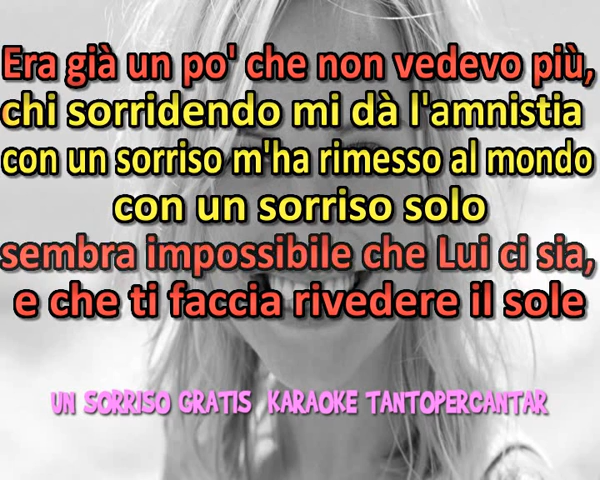 Era già un po' che non vedevo più,
chi sorridendo mi dà l'amnistia
con un sorriso m'ha rimesso al mondo
con un sorriso solo
sembra impossibile che Lui ci sia,
e che ti faccia rivedere il sole
UN SORRISO GRATIS KARAOKE TANTOPERCANTAR